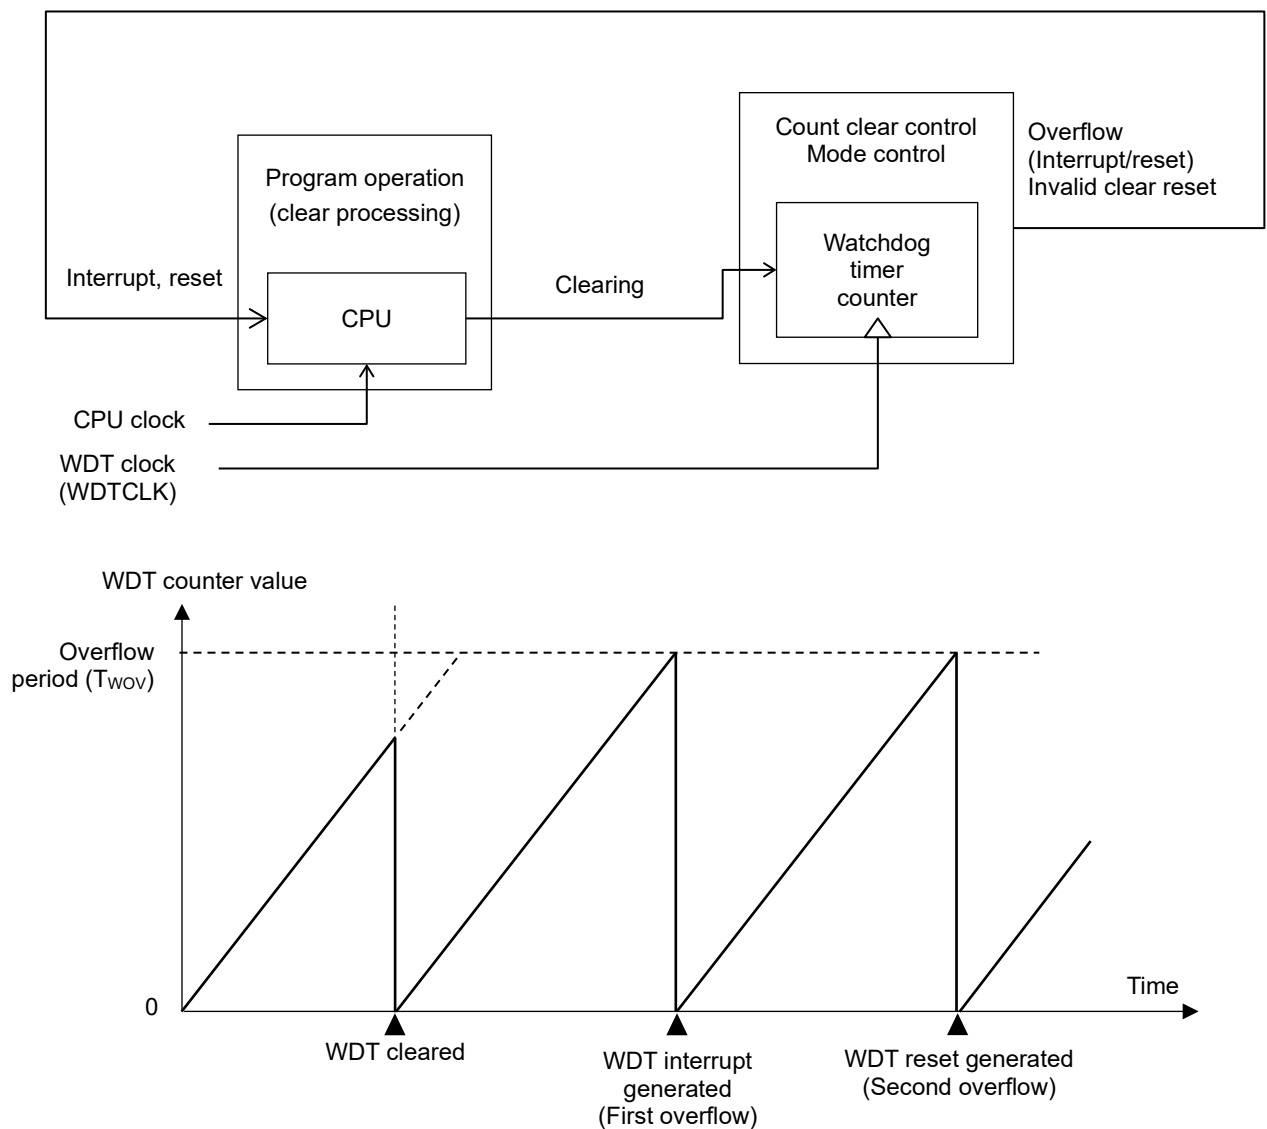 Count clear control
Mode control
Overflow
(Interrupt/reset)
Invalid clear reset
Program operation
(clear processing)
Watchdog
timer
counter
Interrupt, reset
Clearing
CPU
CPU clock
WDT clock
(WDTCLK)
WDT counter value
Overflow
period (TWOV)
0
Time
WDT cleared
WDT interrupt
generated
(First overflow)
WDT reset generated
(Second overflow)